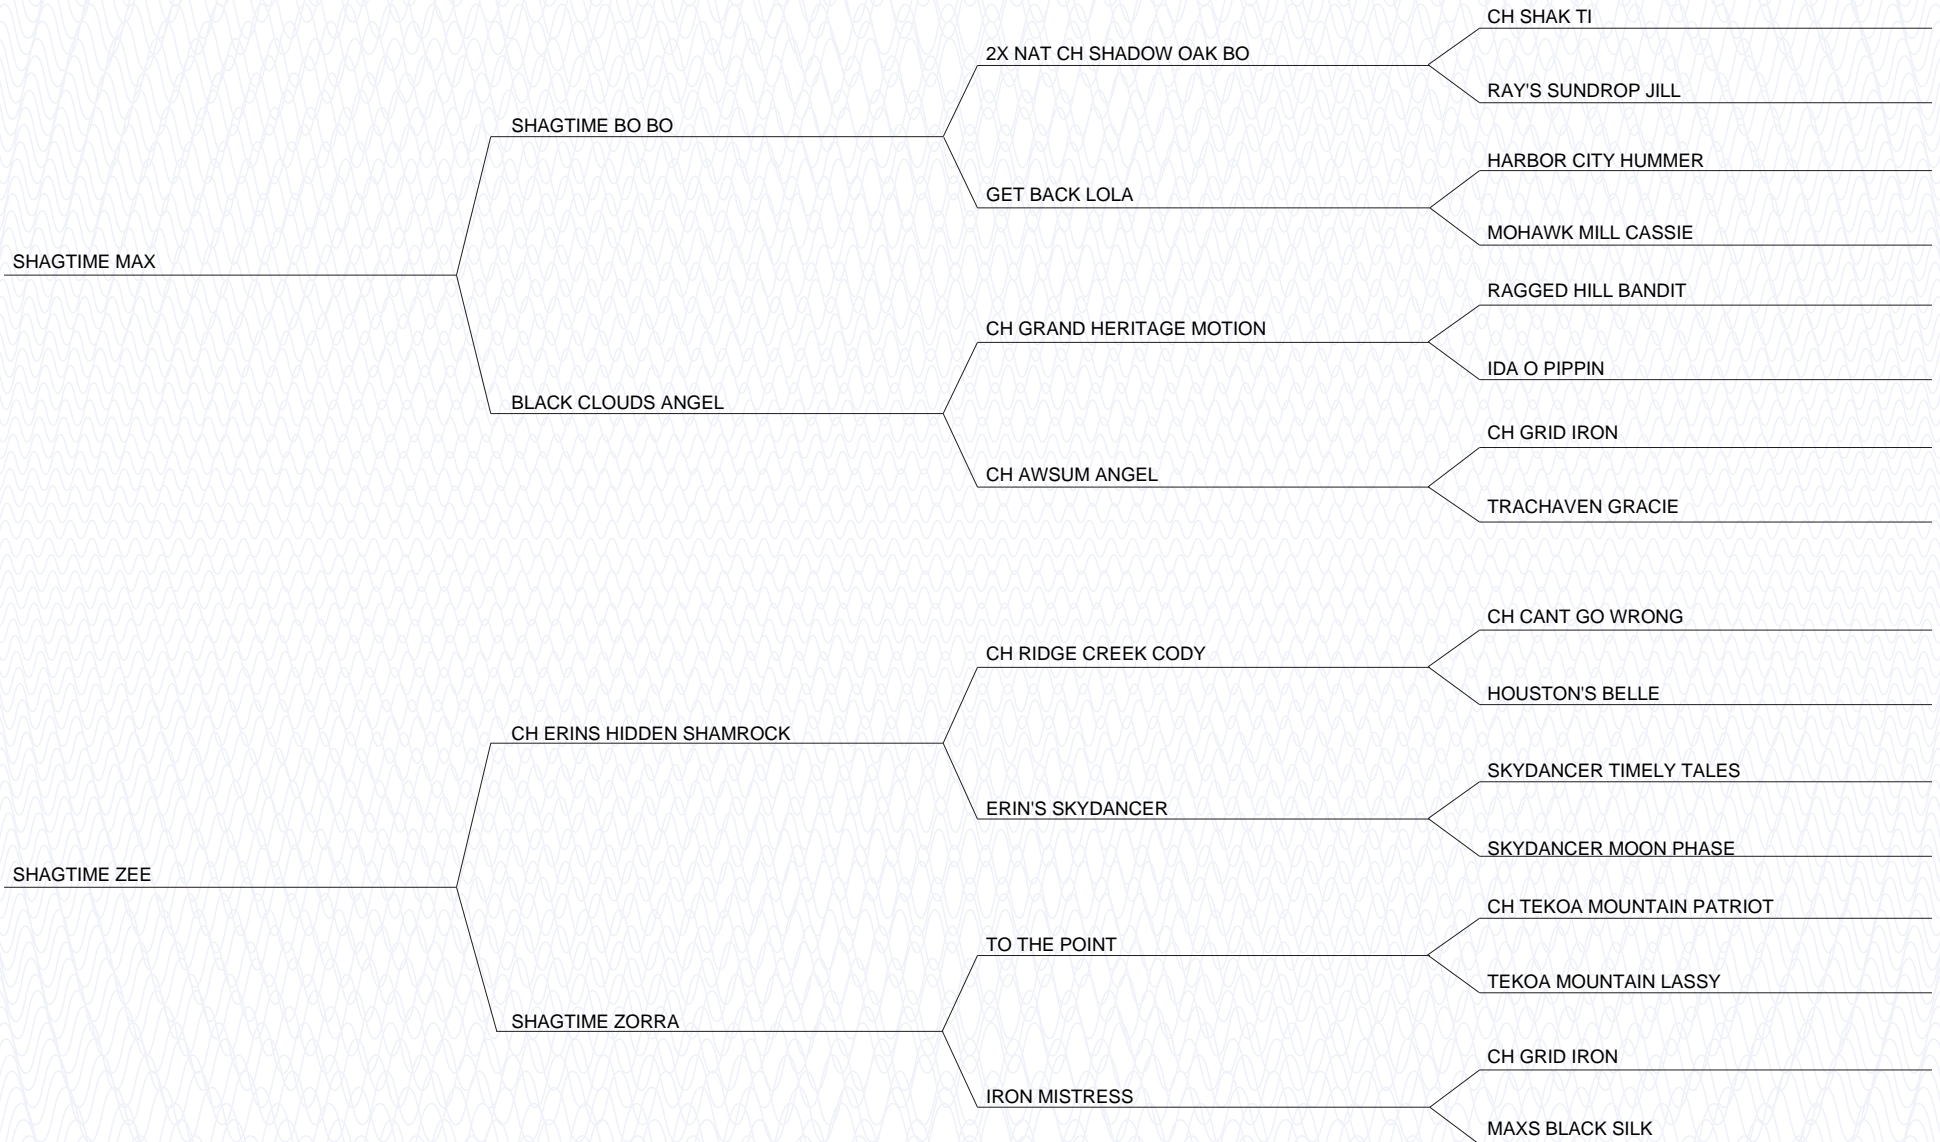 CH SHAK TI
2X NAT CH SHADOW OAK BO
RAY'S SUNDROP JILL
SHAGTIME BO BO
HARBOR CITY HUMMER
GET BACK LOLA
MOHAWK MILL CASSIE
SHAGTIME MAX
RAGGED HILL BANDIT
CH GRAND HERITAGE MOTION
IDA O PIPPIN
BLACK CLOUDS ANGEL
CH GRID IRON
CH AWSUM ANGEL
TRACHAVEN GRACIE
CH CANT GO WRONG
CH RIDGE CREEK CODY
HOUSTON'S BELLE
CH ERINS HIDDEN SHAMROCK
SKYDANCER TIMELY TALES
ERIN'S SKYDANCER
SKYDANCER MOON PHASE
SHAGTIME ZEE
CH TEKOA MOUNTAIN PATRIOT
TO THE POINT
TEKOA MOUNTAIN LASSY
SHAGTIME ZORRA
CH GRID IRON
IRON MISTRESS
MAXS BLACK SILK